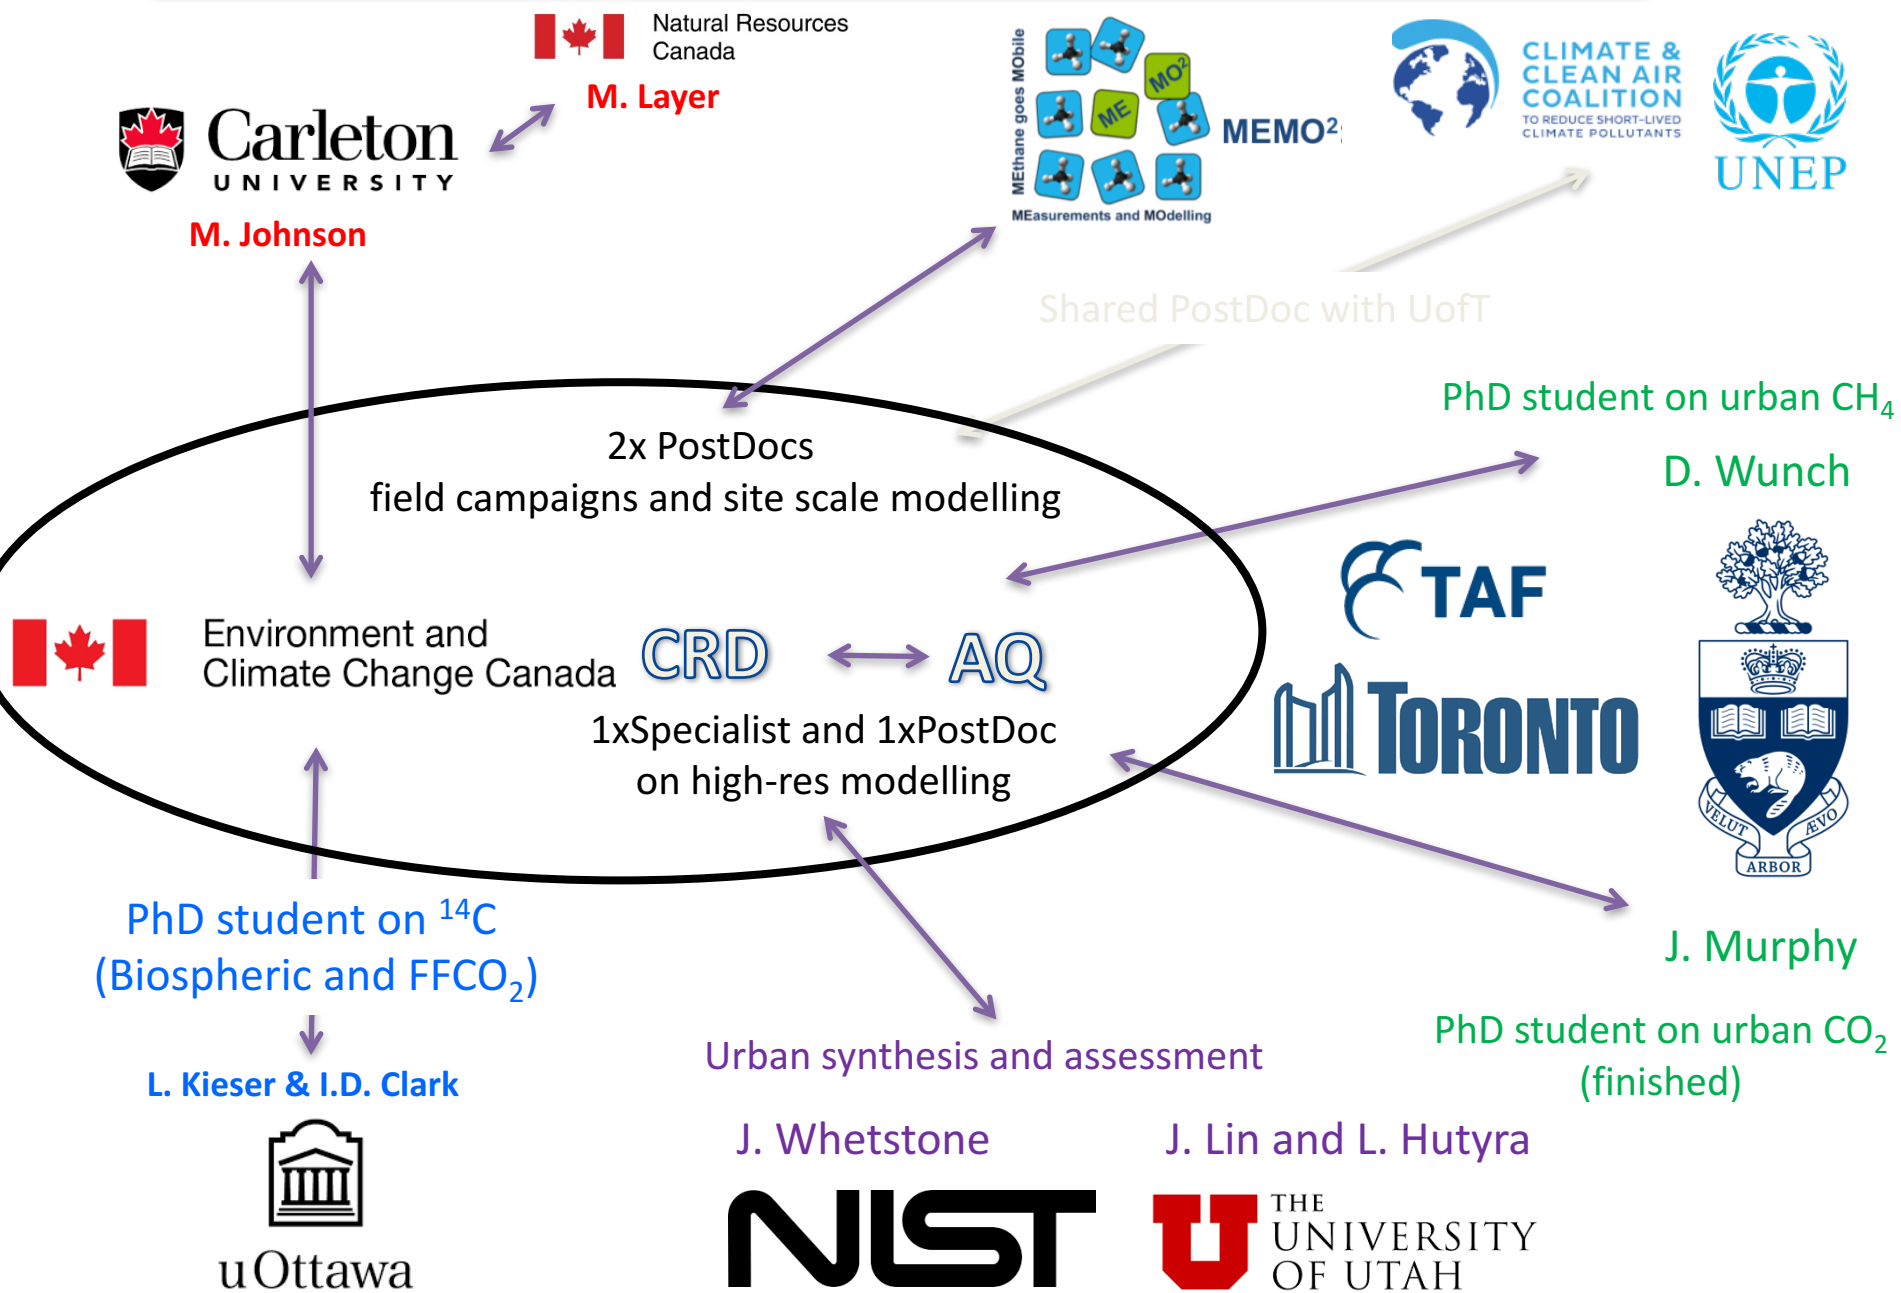 Natural Resources
Canada
M. Layer
Carleton
UNIVERSITY
M. Johnson
MEthane goes MObile
MO²
ME
MEMO²
MEasurements and MOdelling
CLIMATE &
CLEAN AIR
COALITION
TO REDUCE SHORT-LIVED
CLIMATE POLLUTANTS
UNEP
Shared PostDoc with UofT
PhD student on urban CH₄
D. Wunch
2x PostDocs
field campaigns and site scale modelling
TAF
TORONTO
VELUT
ÆVO
ARBOR
Environment and
Climate Change Canada
CRD
AQ
1xSpecialist and 1xPostDoc
on high-res modelling
J. Murphy
PhD student on urban CO₂
(finished)
PhD student on ¹⁴C
(Biospheric and FFCO₂)
L. Kieser & I.D. Clark
uOttawa
Urban synthesis and assessment
J. Whetstone
NIST
J. Lin and L. Hutyra
U
THE
UNIVERSITY
OF UTAH